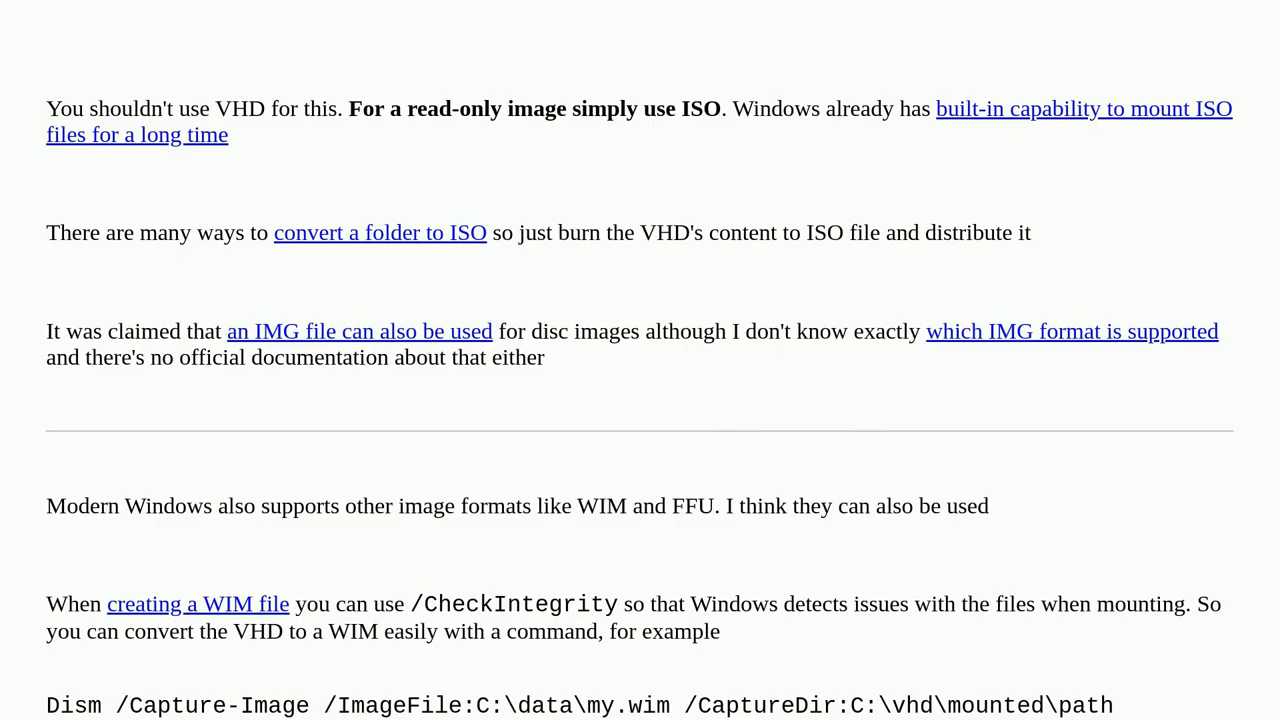 You shouldn't use VHD for this. For a read-only image simply use ISO. Windows already has built-in capability to mount ISO
files for a long time
There are many ways to convert a folder to ISO so just burn the VHD's content to ISO file and distribute it
It was claimed that an IMG file can also be used for disc images although I don't know exactly which IMG format is supported
and there's no official documentation about that either
Modern Windows also supports other image formats like WIM and FFU. I think they can also be used
When creating a WIM file you can use /CheckIntegrity so that Windows detects issues with the files when mounting. So
you can convert the VHD to a WIM easily with a command, for example
Dism /Capture-Image /ImageFile:C:\data\my.wim /CaptureDir:C:\vhd\mounted\path